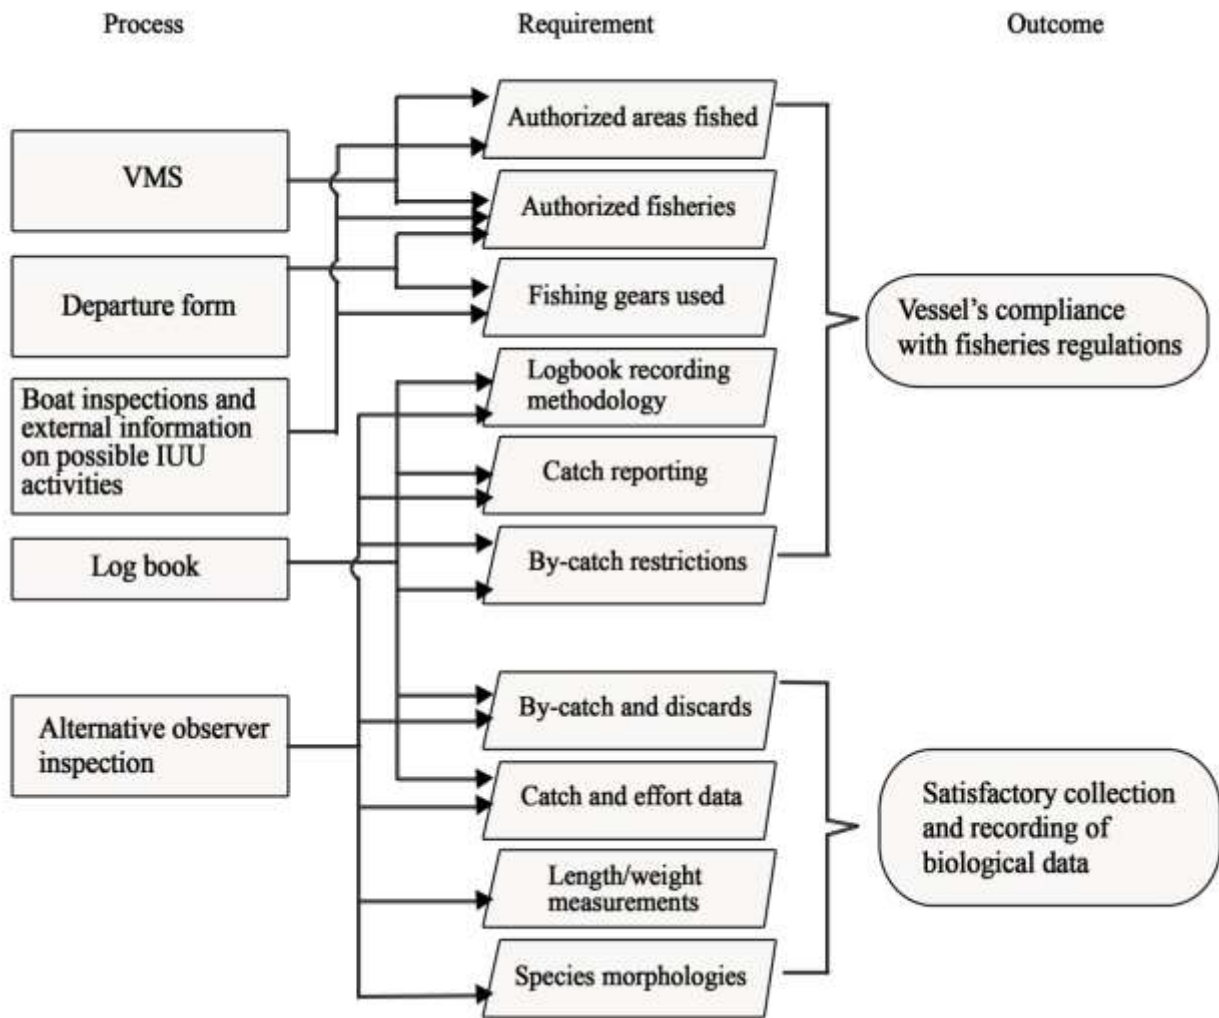 Process
Requirement
Outcome
VMS
Departure form
Boat inspections and
external information
on possible IUU
activities
Log book
Alternative observer
inspection
Authorized areas fished
Authorized fisheries
Fishing gears used
Logbook recording
methodology
Catch reporting
By-catch restrictions
By-catch and discards
Catch and effort data
Length/weight
measurements
Species morphologies
Vessel’s compliance
with fisheries regulations
Satisfactory collection
and recording of
biological data